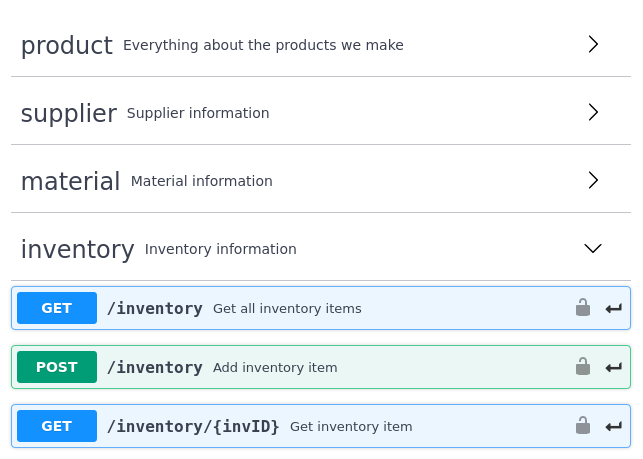 product Everything about the products we make
supplier Supplier information
material Material information
inventory Inventory information
GET /inventory Get all inventory items
POST /inventory Add inventory item
GET /inventory/{invID} Get inventory item